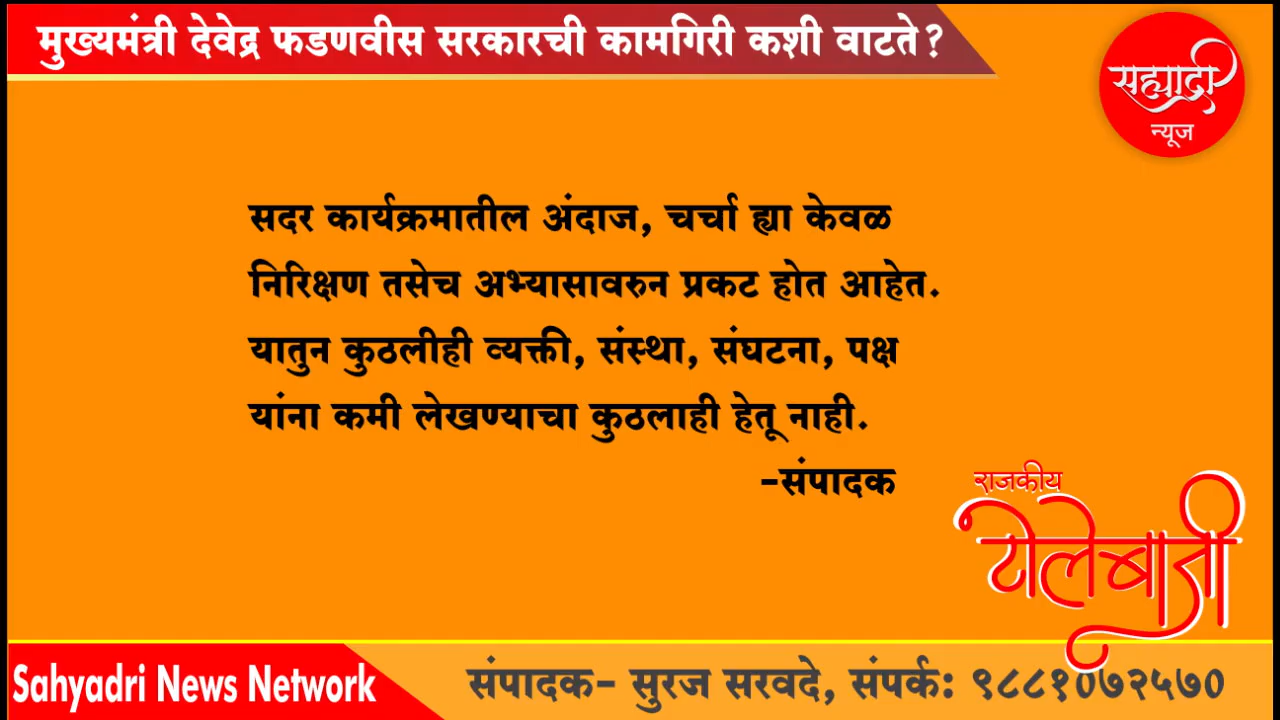 मुख्यमंत्री देवेद्र फडणवीस सरकारची कामगिरी कशी वाटते?
सह्याद्री
न्यूज
सदर कार्यक्रमातील अंदाज, चर्चा ह्या केवळ
निरिक्षण तसेच अभ्यासावरुन प्रकट होत आहेत.
यातुन कुठलीही व्यक्ती, संस्था, संघटना, पक्ष
यांना कमी लेखण्याचा कुठलाही हेतू नाही.
-संपादक
राजकीय
टोलेबाजी
Sahyadri News Network
संपादक- सुरज सरवदे, संपर्क: ९८८१०७२५७०